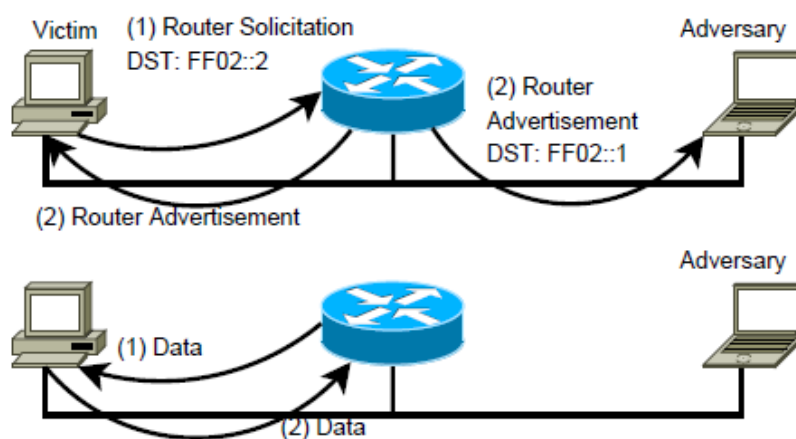 Victim
(1) Router Solicitation
DST: FF02::2
Adversary
(2) Router
Advertisement
DST: FF02::1
(2) Router Advertisement
Adversary
(1) Data
(2) Data